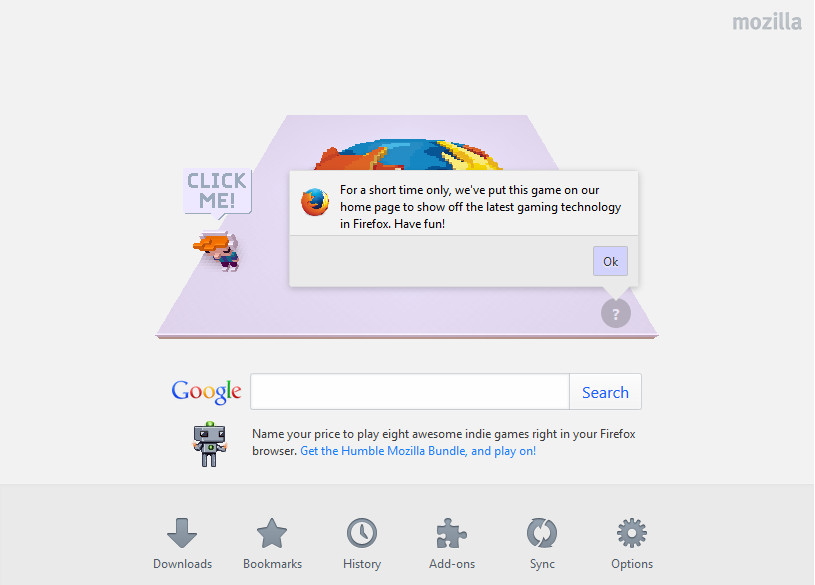 mozilla
CLICK
ME!
For a short time only, we've put this game on our
home page to show off the latest gaming technology
in Firefox. Have fun!
Ok
?
Google
Search
Name your price to play eight awesome indie games right in your Firefox
browser. Get the Humble Mozilla Bundle, and play on!
Downloads
Bookmarks
History
Add-ons
Sync
Options